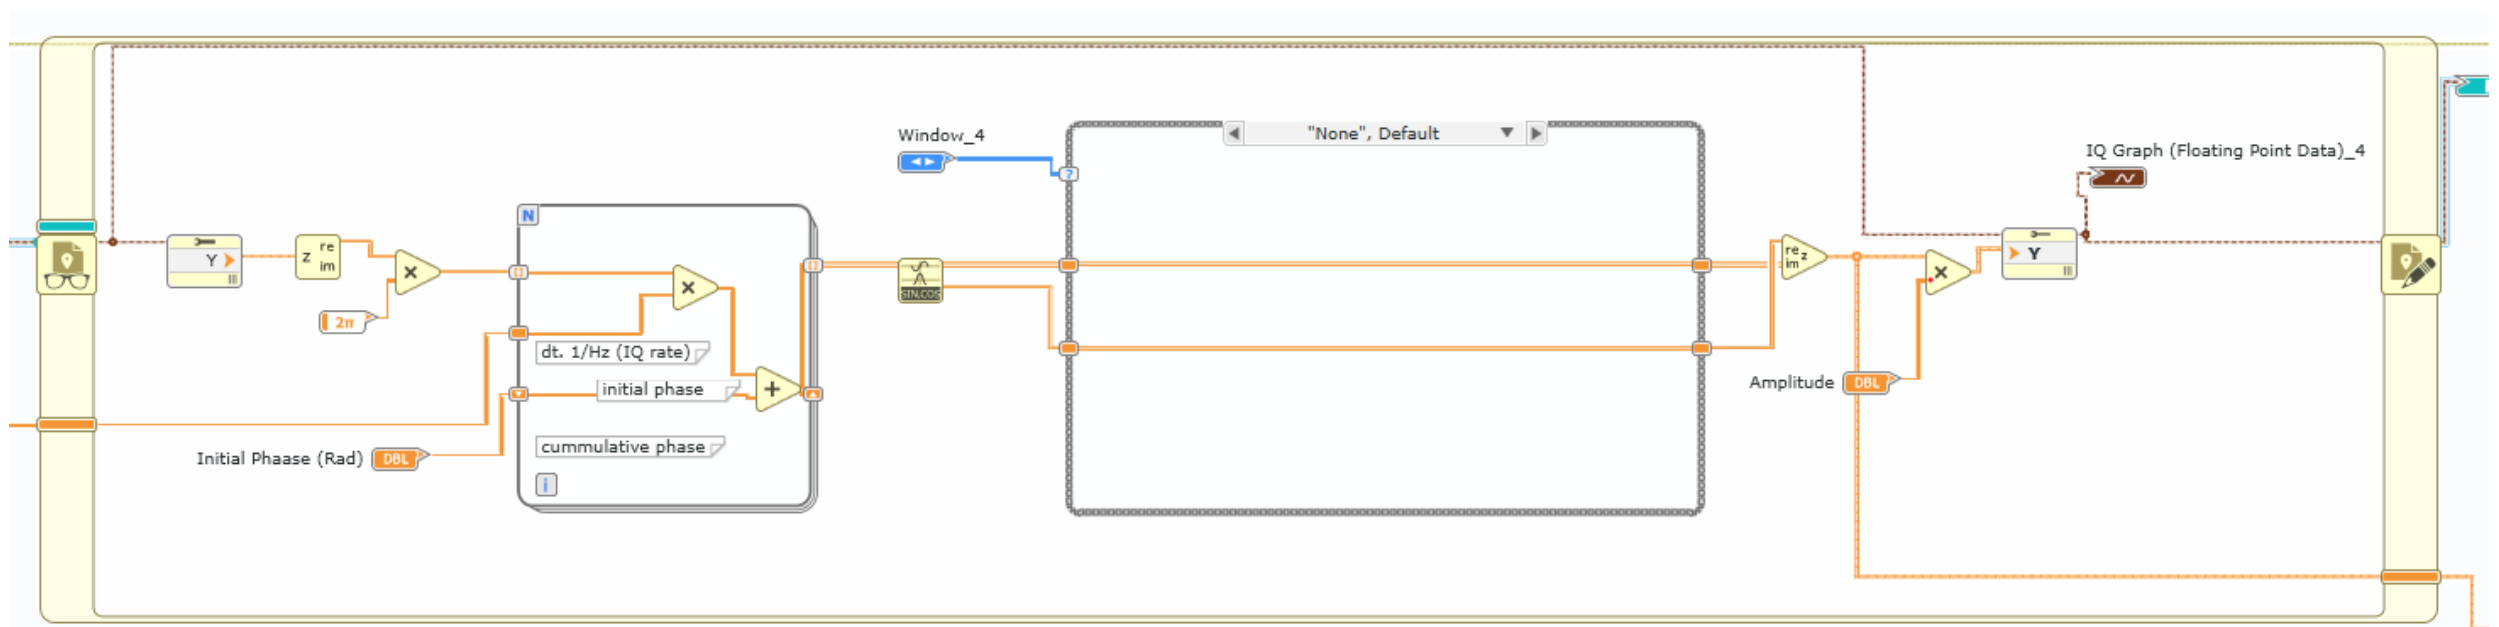 "None", Default
Window_4
IQ Graph (Floating Point Data)_4
N
?
re
z
im
Y
re
z
im
Y
2π
SIN,COS
dt. 1/Hz (IQ rate)
initial phase
Amplitude
DBL
cummulative phase
Initial Phaase (Rad)
DBL
i